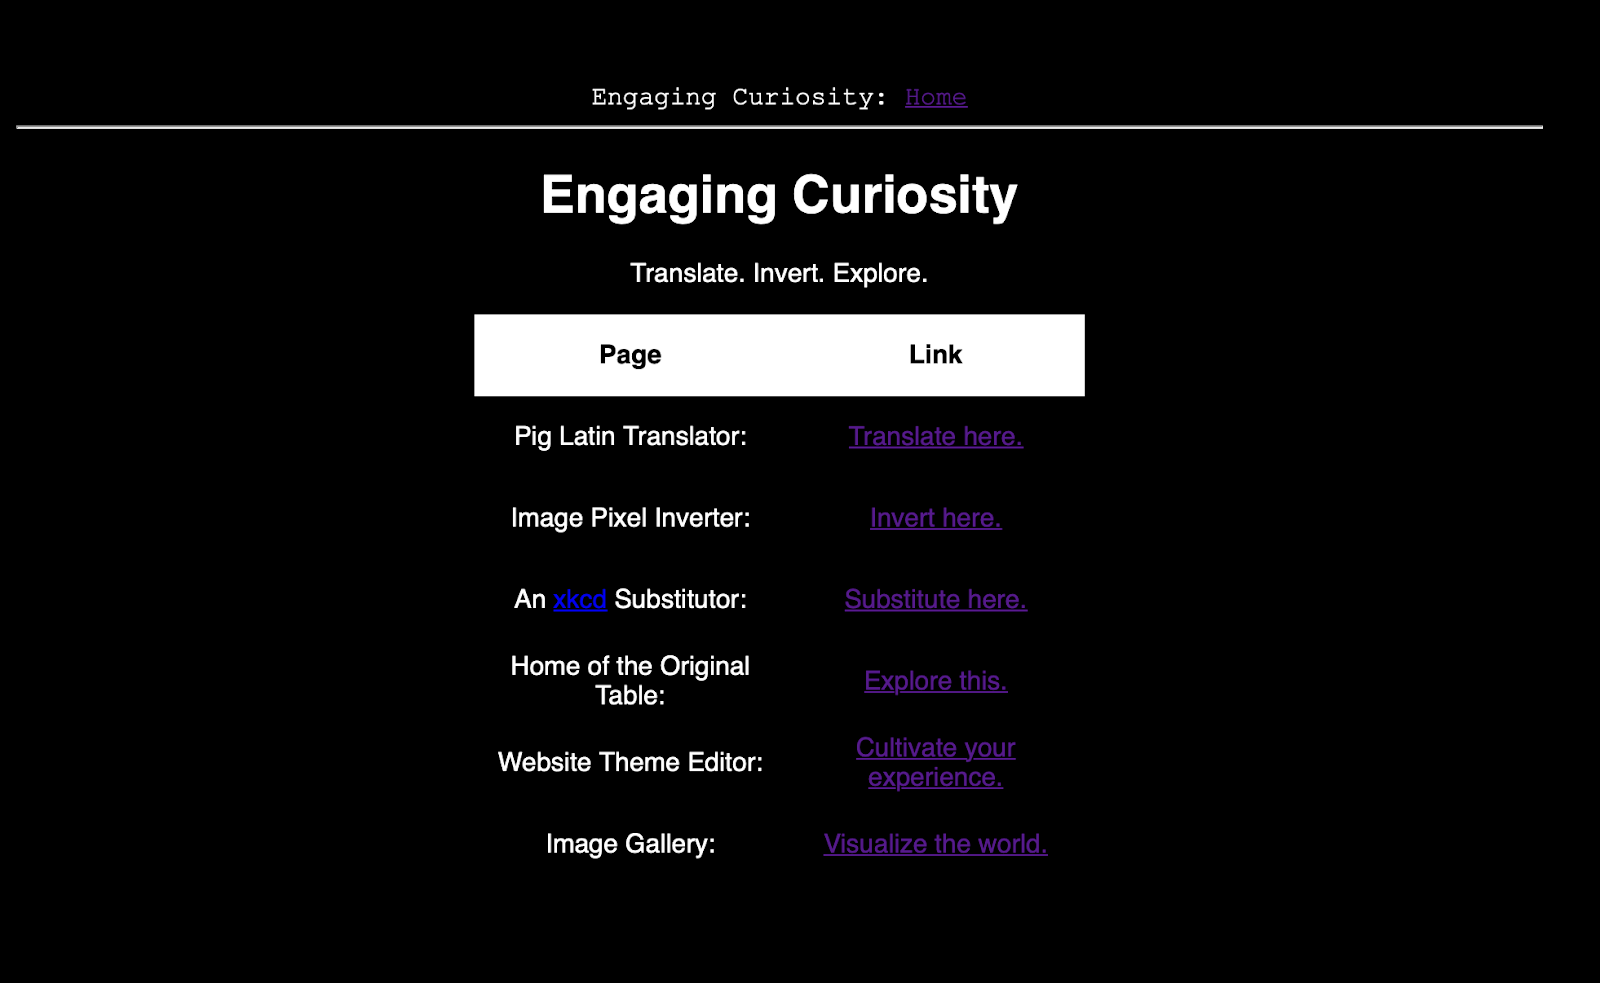 Engaging Curiosity: Home
Engaging Curiosity
Translate. Invert. Explore.
Page Link
Pig Latin Translator: Translate here.
Image Pixel Inverter: Invert here.
An xkcd Substitutor: Substitute here.
Home of the Original
Table:
Explore this.
Website Theme Editor:
Cultivate your
experience.
Image Gallery: Visualize the world.